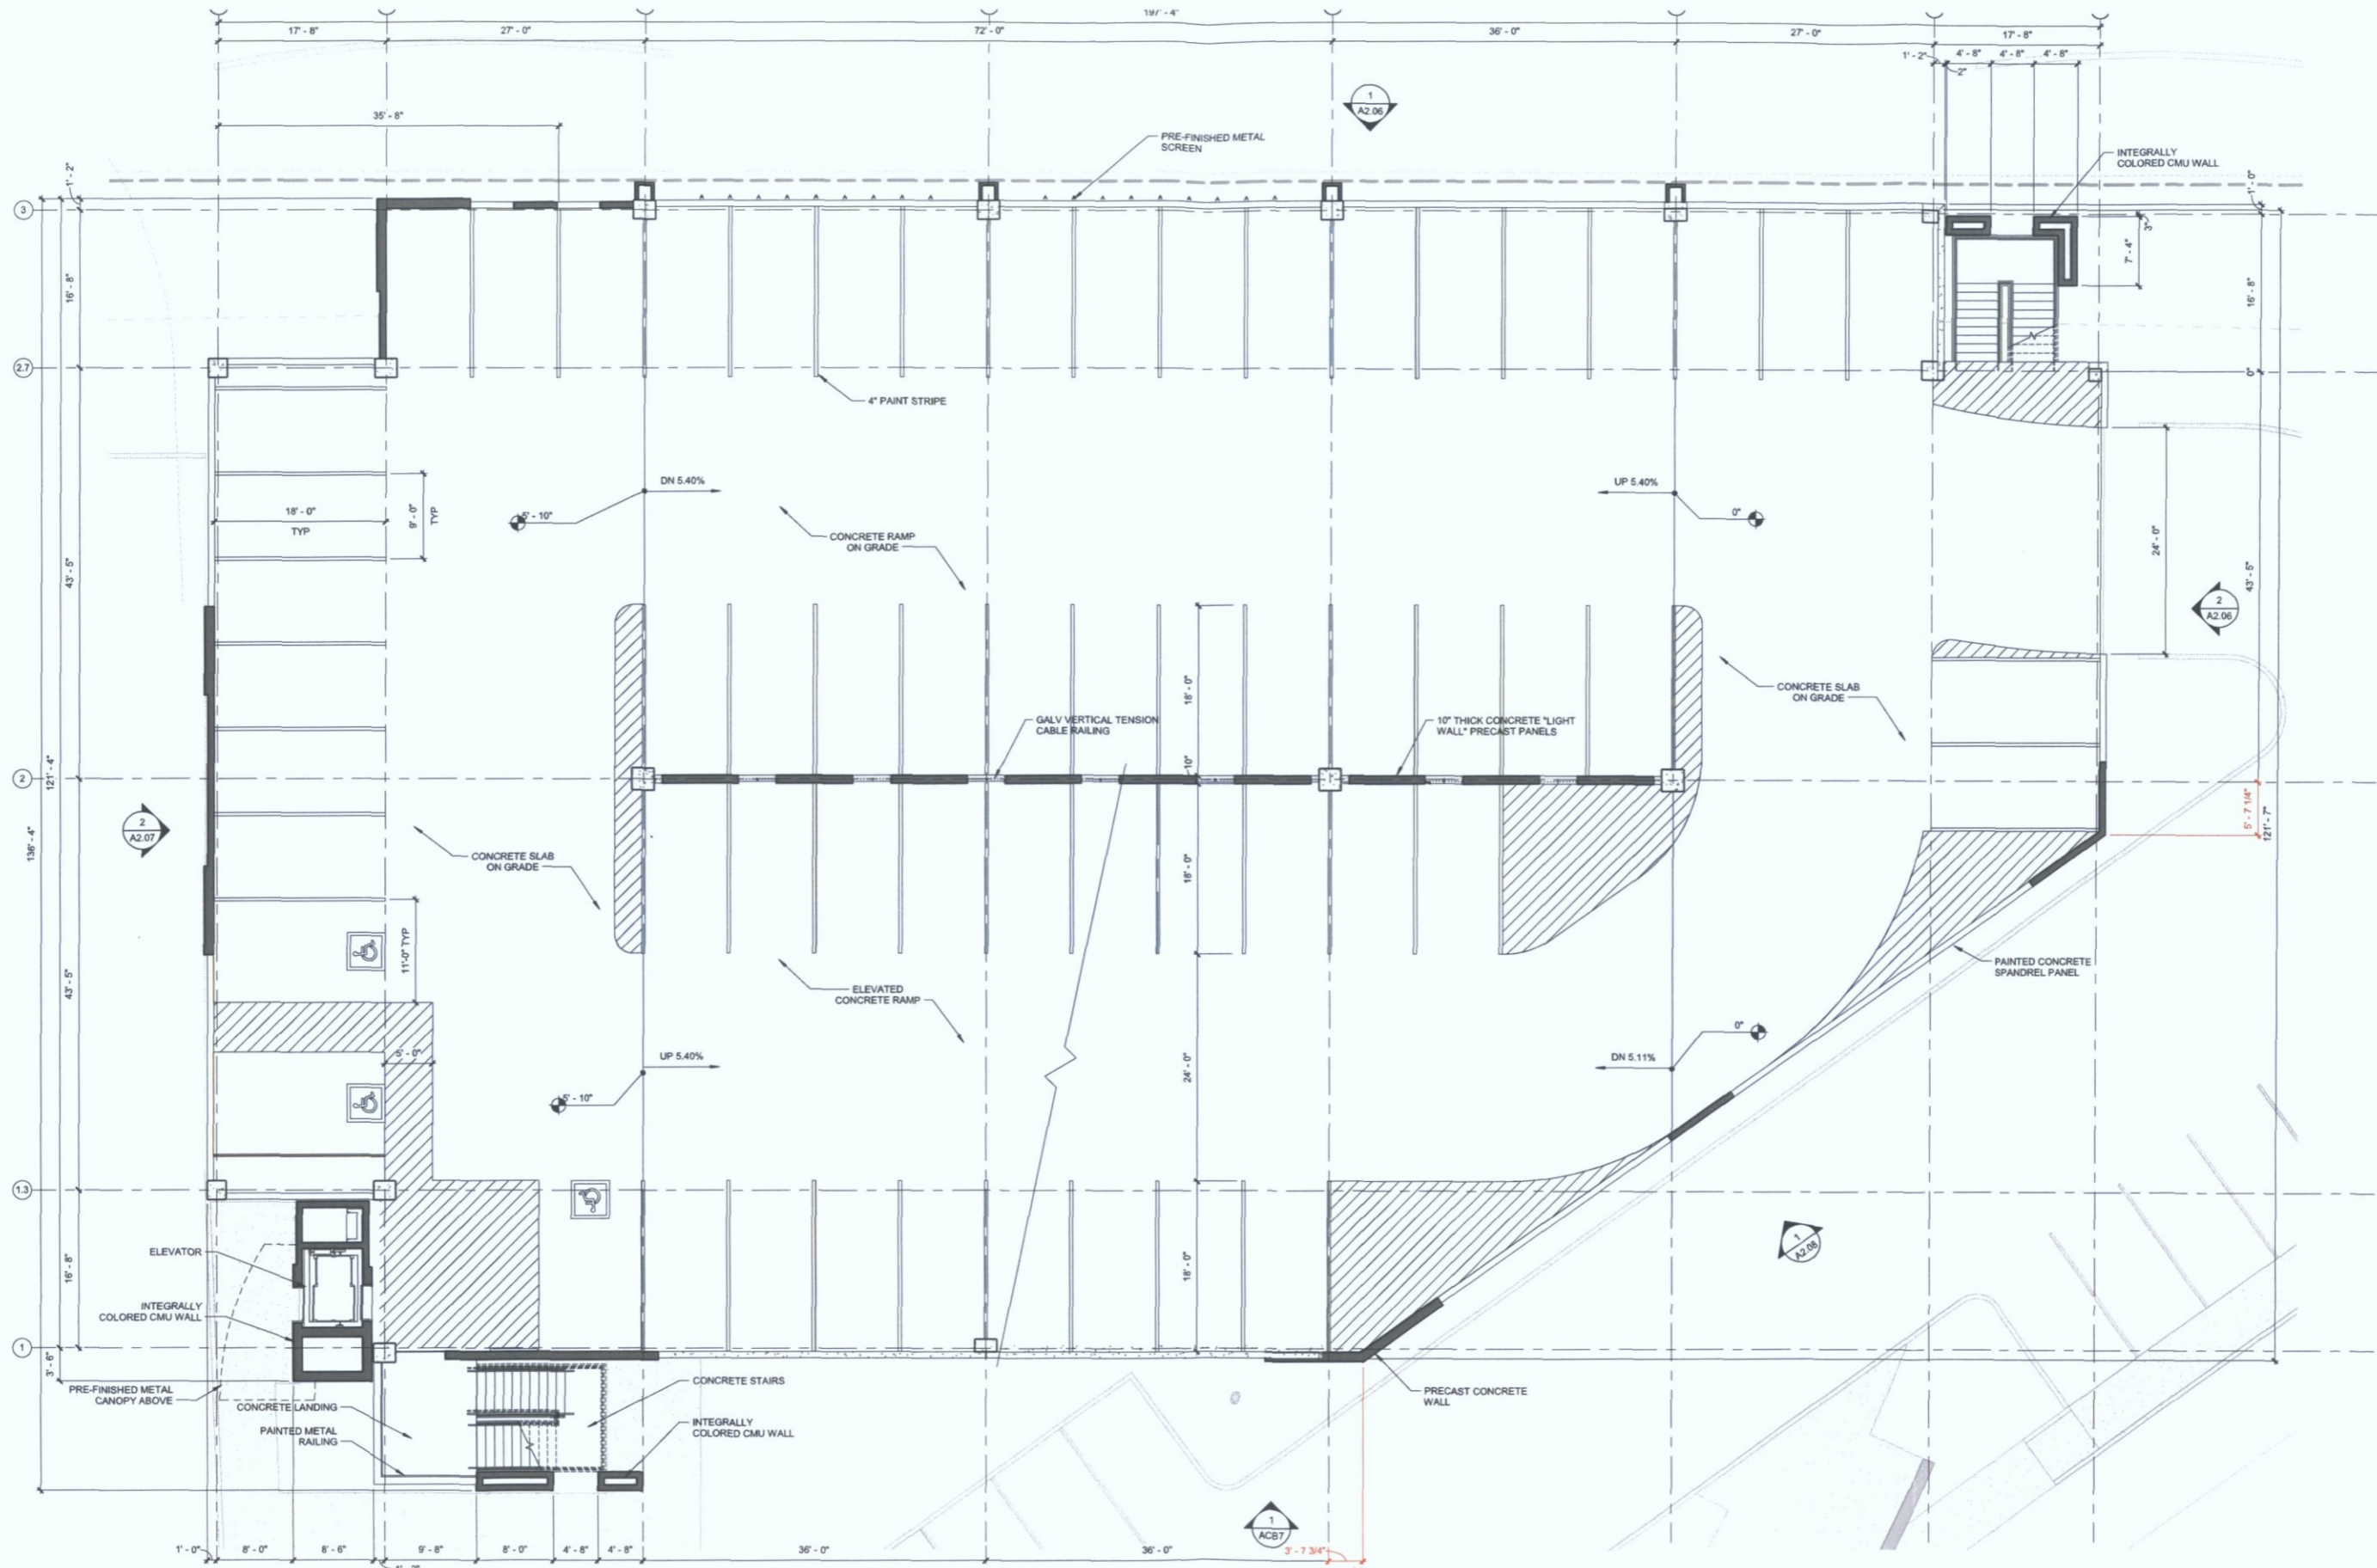 197' - 4"
17' - 8"
27' - 0"
72' - 0"
36' - 0"
27' - 0"
17' - 8"
1' - 2"
2"
4' - 8"
4' - 8"
4' - 8"
35' - 8"
1
A2.06
PRE-FINISHED METAL
SCREEN
INTEGRALLY
COLORED CMU WALL
1' - 2"
1' - 0"
3
3"
7' - 4"
16' - 8"
16' - 8"
2.7
0"
4" PAINT STRIPE
DN 5.40%
UP 5.40%
5' - 10"
0"
18' - 0"
TYP
9' - 0"
TYP
CONCRETE RAMP
ON GRADE
24' - 0"
43' - 5"
43' - 5"
2
A2.06
18' - 0"
CONCRETE SLAB
ON GRADE
GALV VERTICAL TENSION
CABLE RAILING
10" THICK CONCRETE "LIGHT
WALL" PRECAST PANELS
10"
2
121' - 4"
136' - 4"
2
A2.07
5' - 7 1/4"
121' - 7"
CONCRETE SLAB
ON GRADE
18' - 0"
11'-0" TYP
43' - 5"
PAINTED CONCRETE
SPANDREL PANEL
ELEVATED
CONCRETE RAMP
5' - 0"
UP 5.40%
5' - 10"
24' - 0"
0"
DN 5.11%
1.3
ELEVATOR
16' - 8"
18' - 0"
1
A2.08
INTEGRALLY
COLORED CMU WALL
1
3' - 6"
PRE-FINISHED METAL
CANOPY ABOVE
CONCRETE LANDING
PAINTED METAL
RAILING
CONCRETE STAIRS
INTEGRALLY
COLORED CMU WALL
PRECAST CONCRETE
WALL
1
ACB7
1' - 0"
8' - 0"
8' - 6"
9' - 8"
8' - 0"
4' - 8"
4' - 8"
36' - 0"
36' - 0"
3' - 7 3/4"